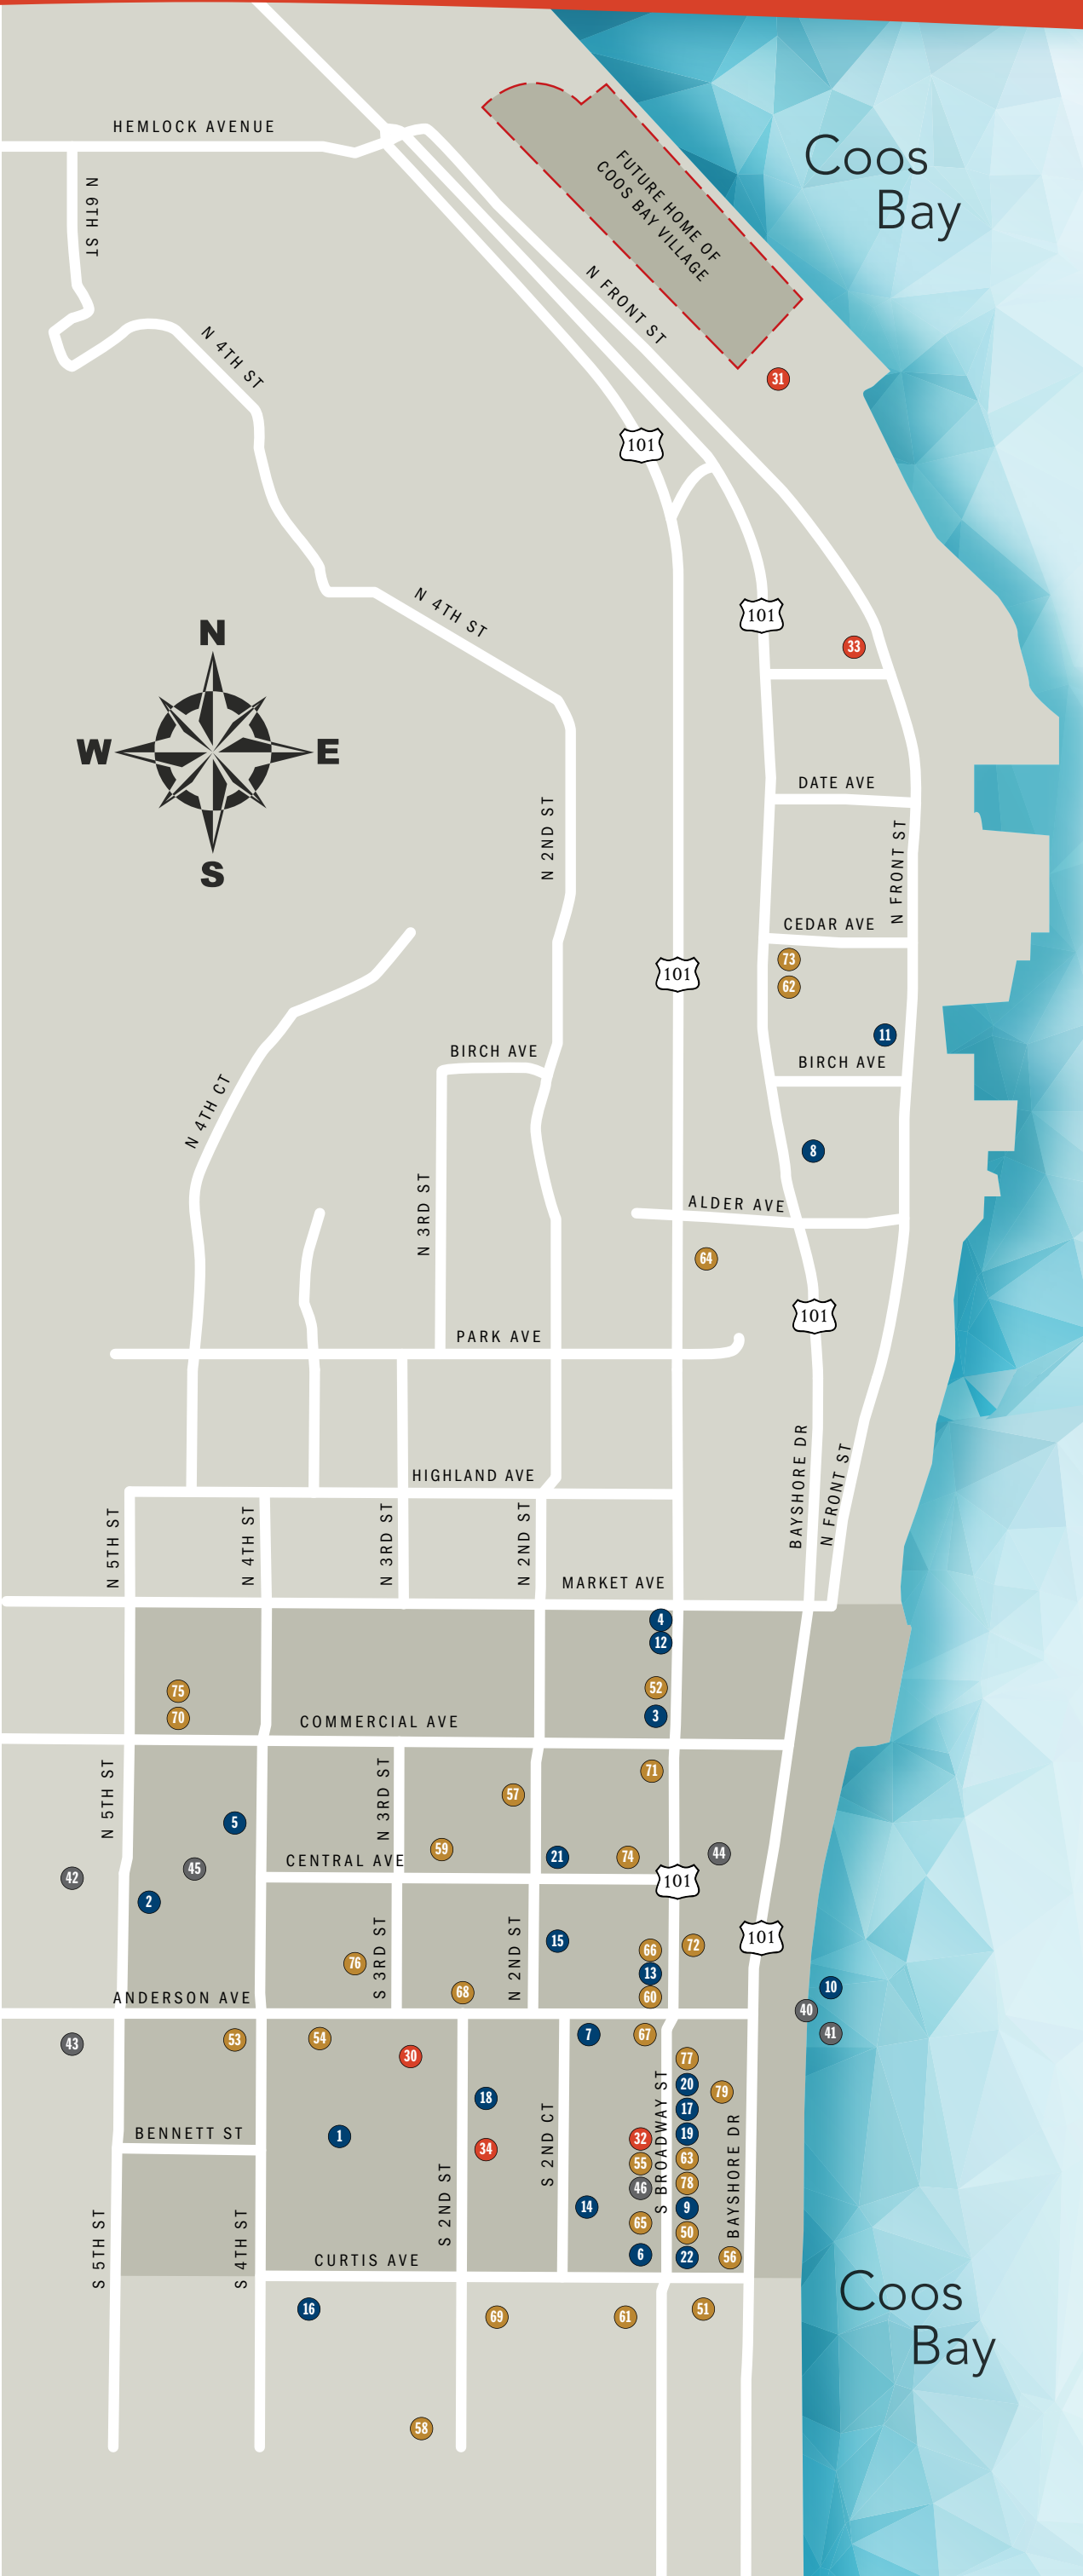 HEMLOCK AVENUE
Coos
Bay
N 6TH ST
FUTURE HOME OF
COOS BAY VILLAGE
N FRONT ST
N 4TH ST
31
101
N 4TH ST
101
33
N
W
E
S
DATE AVE
N 2ND ST
N FRONT ST
CEDAR AVE
73
101
62
11
BIRCH AVE
BIRCH AVE
N 4TH CT
8
N 3RD ST
ALDER AVE
64
101
PARK AVE
BAYSHORE DR
N FRONT ST
HIGHLAND AVE
N 5TH ST
N 4TH ST
N 3RD ST
N 2ND ST
MARKET AVE
4
12
75
52
70
3
COMMERCIAL AVE
71
57
N 5TH ST
N 3RD ST
5
59
44
CENTRAL AVE
21
74
45
42
101
2
101
15
66
72
76
13
S 3RD ST
N 2ND ST
10
68
60
ANDERSON AVE
40
41
43
53
54
7
67
30
77
18
20
79
17
BENNETT ST
1
19
32
34
55
63
S 2ND CT
S BROADWAY ST
BAYSHORE DR
46
78
14
9
S 5TH ST
S 4TH ST
S 2ND ST
65
50
6
22
56
CURTIS AVE
16
69
61
51
Coos
Bay
58